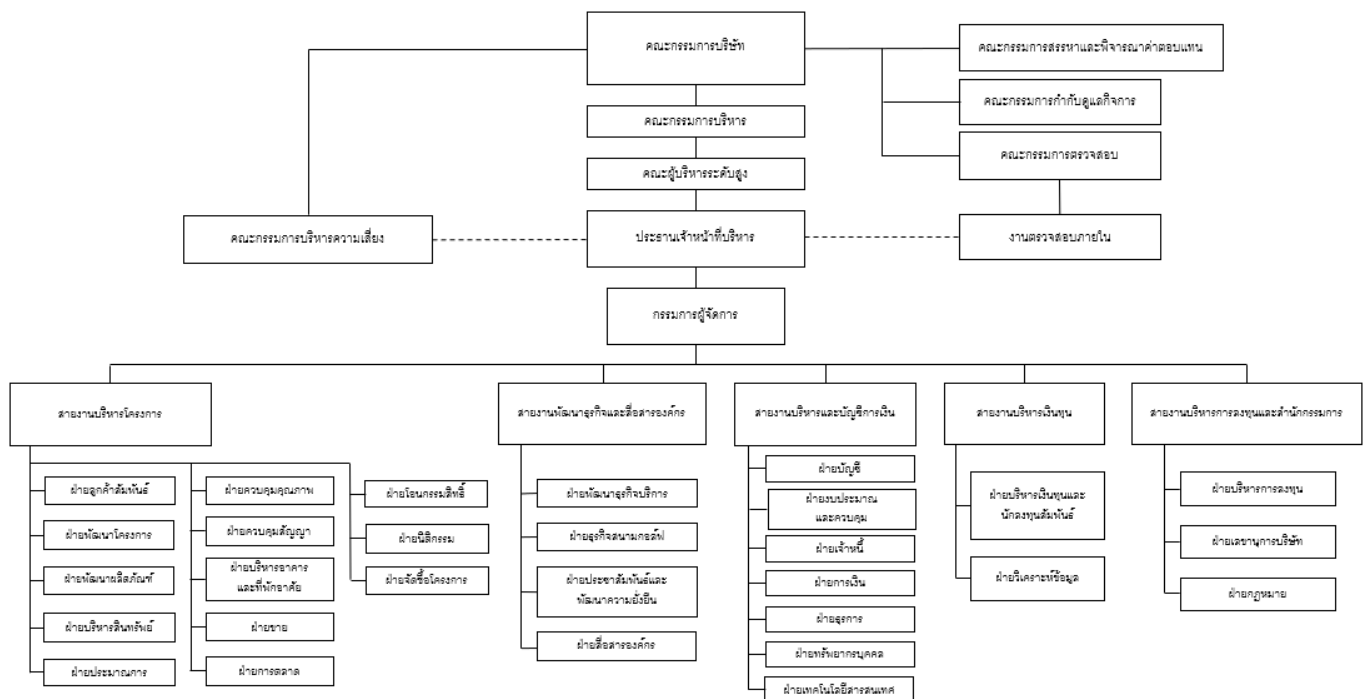 คณะกรรมการบริษัท
คณะกรรมการสรรหาและพิจารณาค่าตอบแทน
คณะกรรมการกำกับดูแลกิจการ
คณะกรรมการบริหาร
คณะกรรมการตรวจสอบ
คณะผู้บริหารระดับสูง
คณะกรรมการบริหารความเสี่ยง
ประธานเจ้าหน้าที่บริหาร
งานตรวจสอบภายใน
กรรมการผู้จัดการ
สายงานบริหารโครงการ
สายงานพัฒนาธุรกิจและสื่อสารองค์กร
สายงานบริหารและบัญชีการเงิน
สายงานบริหารเงินทุน
สายงานบริหารการลงทุนและสำนักกรรมการ
ฝ่ายลูกค้าสัมพันธ์
ฝ่ายพัฒนาโครงการ
ฝ่ายพัฒนาผลิตภัณฑ์
ฝ่ายบริหารสินทรัพย์
ฝ่ายประมาณการ
ฝ่ายควบคุมคุณภาพ
ฝ่ายควบคุมสัญญา
ฝ่ายบริหารอาคาร
และที่พักอาศัย
ฝ่ายขาย
ฝ่ายการตลาด
ฝ่ายโอนกรรมสิทธิ์
ฝ่ายนิติกรรม
ฝ่ายจัดซื้อโครงการ
ฝ่ายพัฒนาธุรกิจบริการ
ฝ่ายธุรกิจสนามกอล์ฟ
ฝ่ายประชาสัมพันธ์และ
พัฒนาความยั่งยืน
ฝ่ายสื่อสารองค์กร
ฝ่ายบัญชี
ฝ่ายงบประมาณ
และควบคุม
ฝ่ายเจ้าหนี้
ฝ่ายการเงิน
ฝ่ายธุรการ
ฝ่ายทรัพยากรบุคคล
ฝ่ายเทคโนโลยีสารสนเทศ
ฝ่ายบริหารเงินทุนและ
นักลงทุนสัมพันธ์
ฝ่ายวิเคราะห์ข้อมูล
ฝ่ายบริหารการลงทุน
ฝ่ายเลขานุการบริษัท
ฝ่ายกฎหมาย